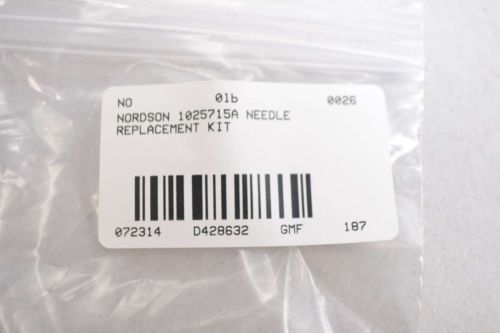 NO 01b 0026
NORDSON 1025715A NEEDLE
REPLACEMENT KIT
072314 D428632 GMF 187